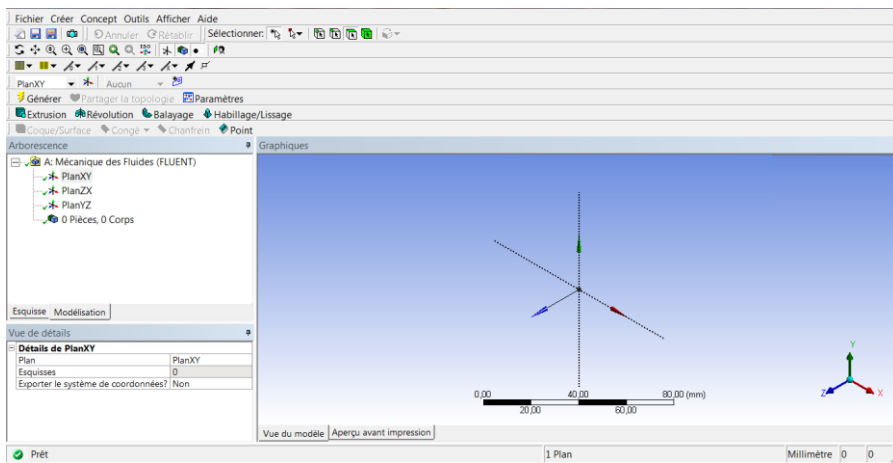 Fichier Créer Concept Outils Afficher Aide
Annuler Rétablir Sélectionner:
PlanXY Aucun
Générer Partager la topologie Paramètres
Extrusion Révolution Balayage Habillage/Lissage
Coque/Surface Congé Chanfrein Point
Arborescence
A: Mécanique des Fluides (FLUENT)
PlanXY
PlanZX
PlanYZ
0 Pièces, 0 Corps
Esquisse Modélisation
Vue de détails
Détails de PlanXY
Plan PlanXY
Esquisses 0
Exporter le système de coordonnées? Non
Graphiques
0,00 40,00 80,00 (mm)
20,00 60,00
Y
Z X
Vue du modèle Aperçu avant impression
Prêt 1 Plan Millimètre 0 0